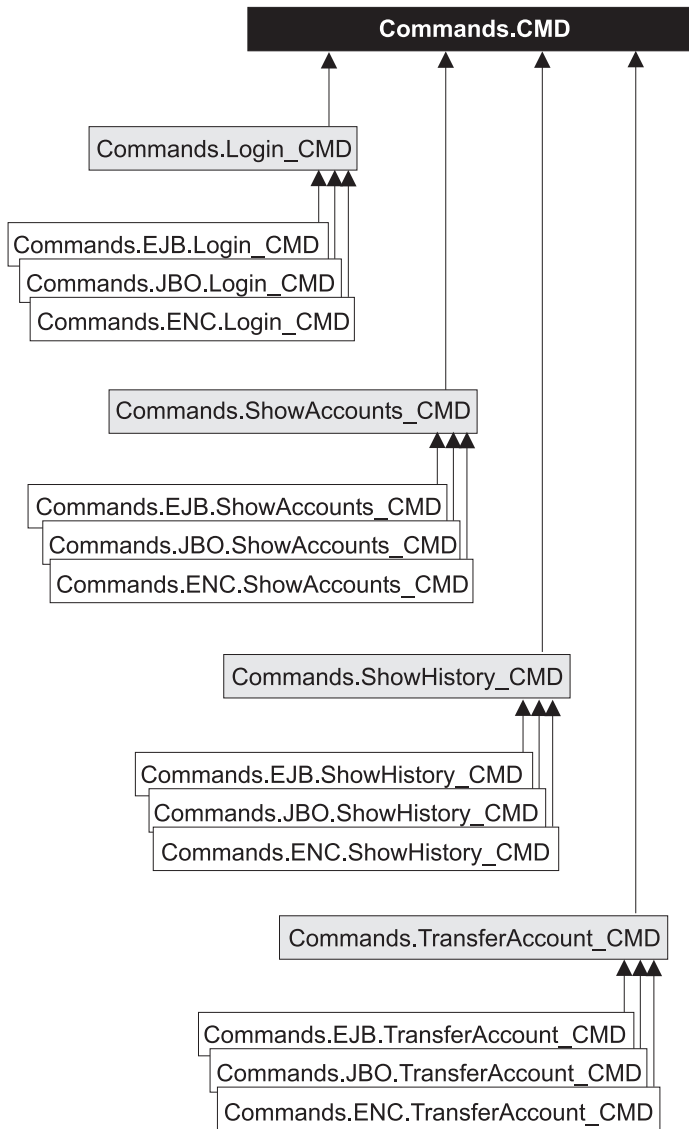 Commands.CMD
Commands.Login_CMD
Commands.EJB.Login_CMD
Commands.JBO.Login_CMD
Commands.ENC.Login_CMD
Commands.ShowAccounts_CMD
Commands.EJB.ShowAccounts_CMD
Commands.JBO.ShowAccounts_CMD
Commands.ENC.ShowAccounts_CMD
Commands.ShowHistory_CMD
Commands.EJB.ShowHistory_CMD
Commands.JBO.ShowHistory_CMD
Commands.ENC.ShowHistory_CMD
Commands.TransferAccount_CMD
Commands.EJB.TransferAccount_CMD
Commands.JBO.TransferAccount_CMD
Commands.ENC.TransferAccount_CMD